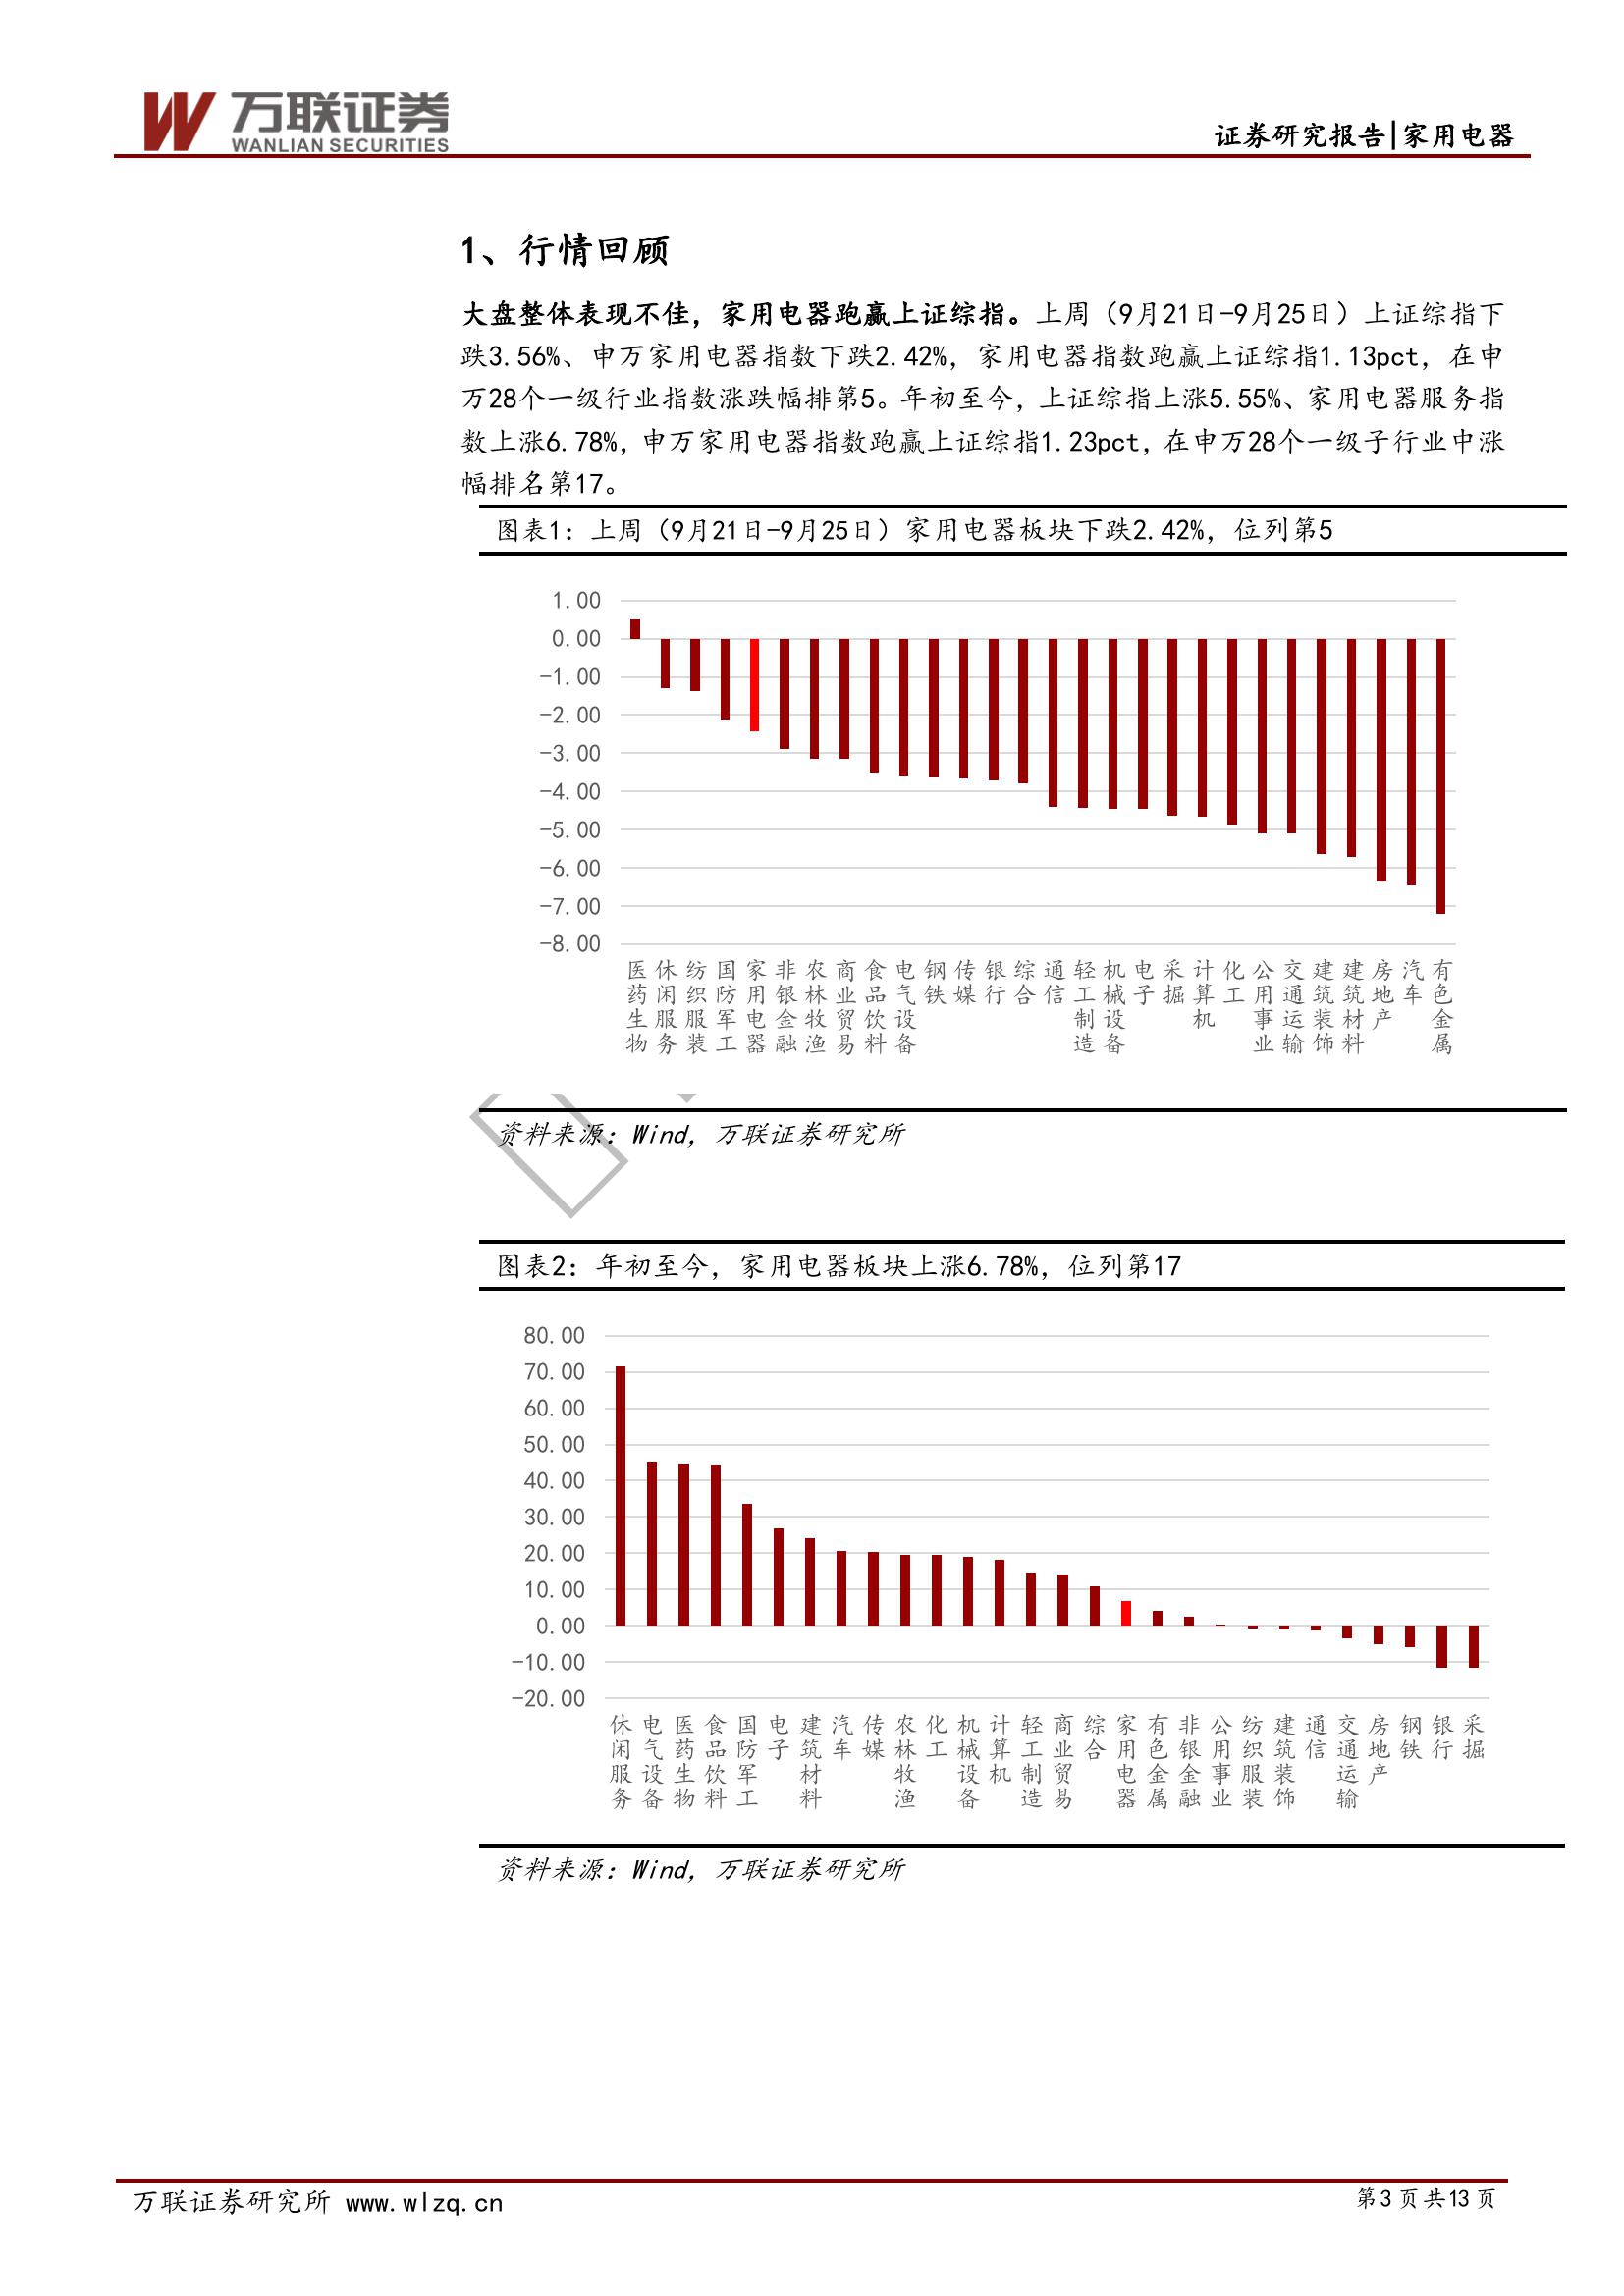 万联证券
WANLIAN SECURITIES
证券研究报告|家用电器
1、行情回顾
大盘整体表现不佳，家用电器跑赢上证综指。上周（9月21日-9月25日）上证综指下
跌3.56%、申万家用电器指数下跌2.42%，家用电器指数跑赢上证综指1.13pct，在申
万28个一级行业指数涨跌幅排第5。年初至今，上证综指上涨5.55%、家用电器服务指
数上涨6.78%，申万家用电器指数跑赢上证综指1.23pct，在申万28个一级子行业中涨
幅排名第17。
图表1：上周（9月21日-9月25日）家用电器板块下跌2.42%，位列第5
1.00
0.00
-1.00
-2.00
-3.00
-4.00
-5.00
-6.00
-7.00
-8.00
医药生物
休闲服务
纺织服装
国防军工
家用电器
非银金融
农林牧渔
商业贸易
食品饮料
电气设备
钢铁
传媒
银行
综合
通信
轻工制造
机械设备
电子
采掘
计算机
化工
公用事业
交通运输
建筑装饰
建筑材料
房地产
汽车
有色金属
资料来源：Wind，万联证券研究所
图表2：年初至今，家用电器板块上涨6.78%，位列第17
80.00
70.00
60.00
50.00
40.00
30.00
20.00
10.00
0.00
-10.00
-20.00
休闲服务
电气设备
医药生物
食品饮料
国防军工
电子
建筑材料
汽车
传媒
农林牧渔
化工
机械设备
计算机
轻工制造
商业贸易
综合
家用电器
有色金属
非银金融
公用事业
纺织服装
建筑装饰
通信
交通运输
房地产
钢铁
银行
采掘
资料来源：Wind，万联证券研究所
万联证券研究所 www.wlzq.cn
第3页共13页